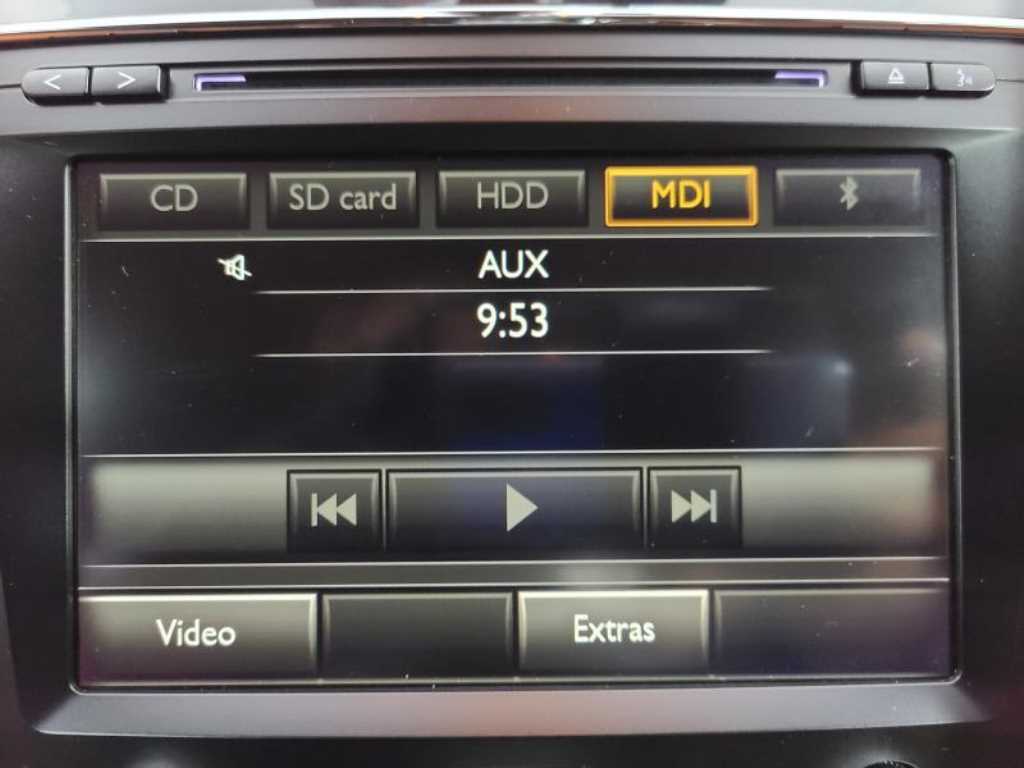 CD SD card HDD MDI
AUX
9:53
Video Extras